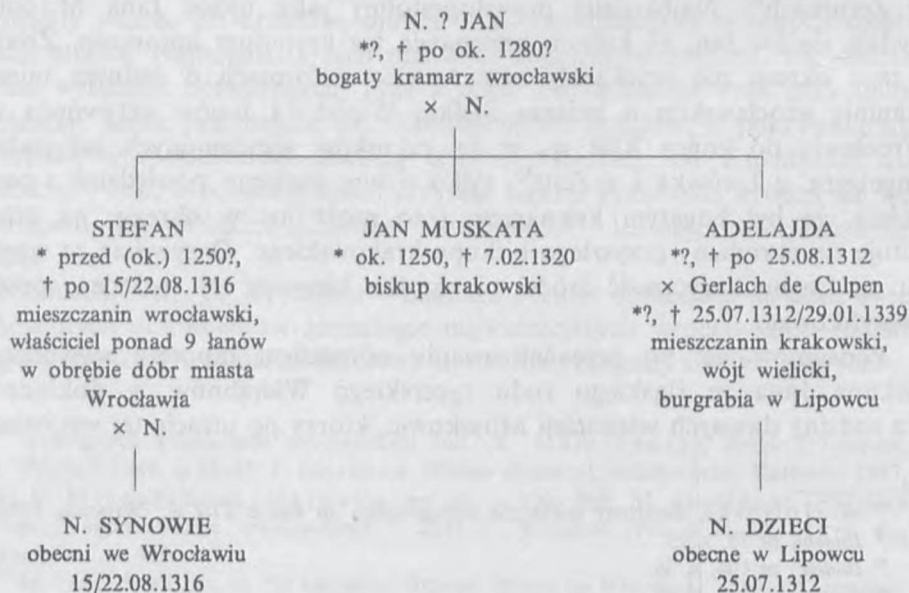 N. ? JAN
*?, † po ok. 1280?
bogaty kramarz wrocławski
× N.
STEFAN
* przed (ok.) 1250?,
† po 15/22.08.1316
mieszczanin wrocławski,
właściciel ponad 9 łanów
w obrębie dóbr miasta
Wrocławia
× N.
JAN MUSKATA
* ok. 1250, † 7.02.1320
biskup krakowski
ADELAJDA
*?, † po 25.08.1312
× Gerlach de Culpen
*?, † 25.07.1312/29.01.1339
mieszczanin krakowski,
wójt wielicki,
burgrabia w Lipowcu
N. SYNOWIE
obecni we Wrocławiu
15/22.08.1316
N. DZIECI
obecne w Lipowcu
25.07.1312